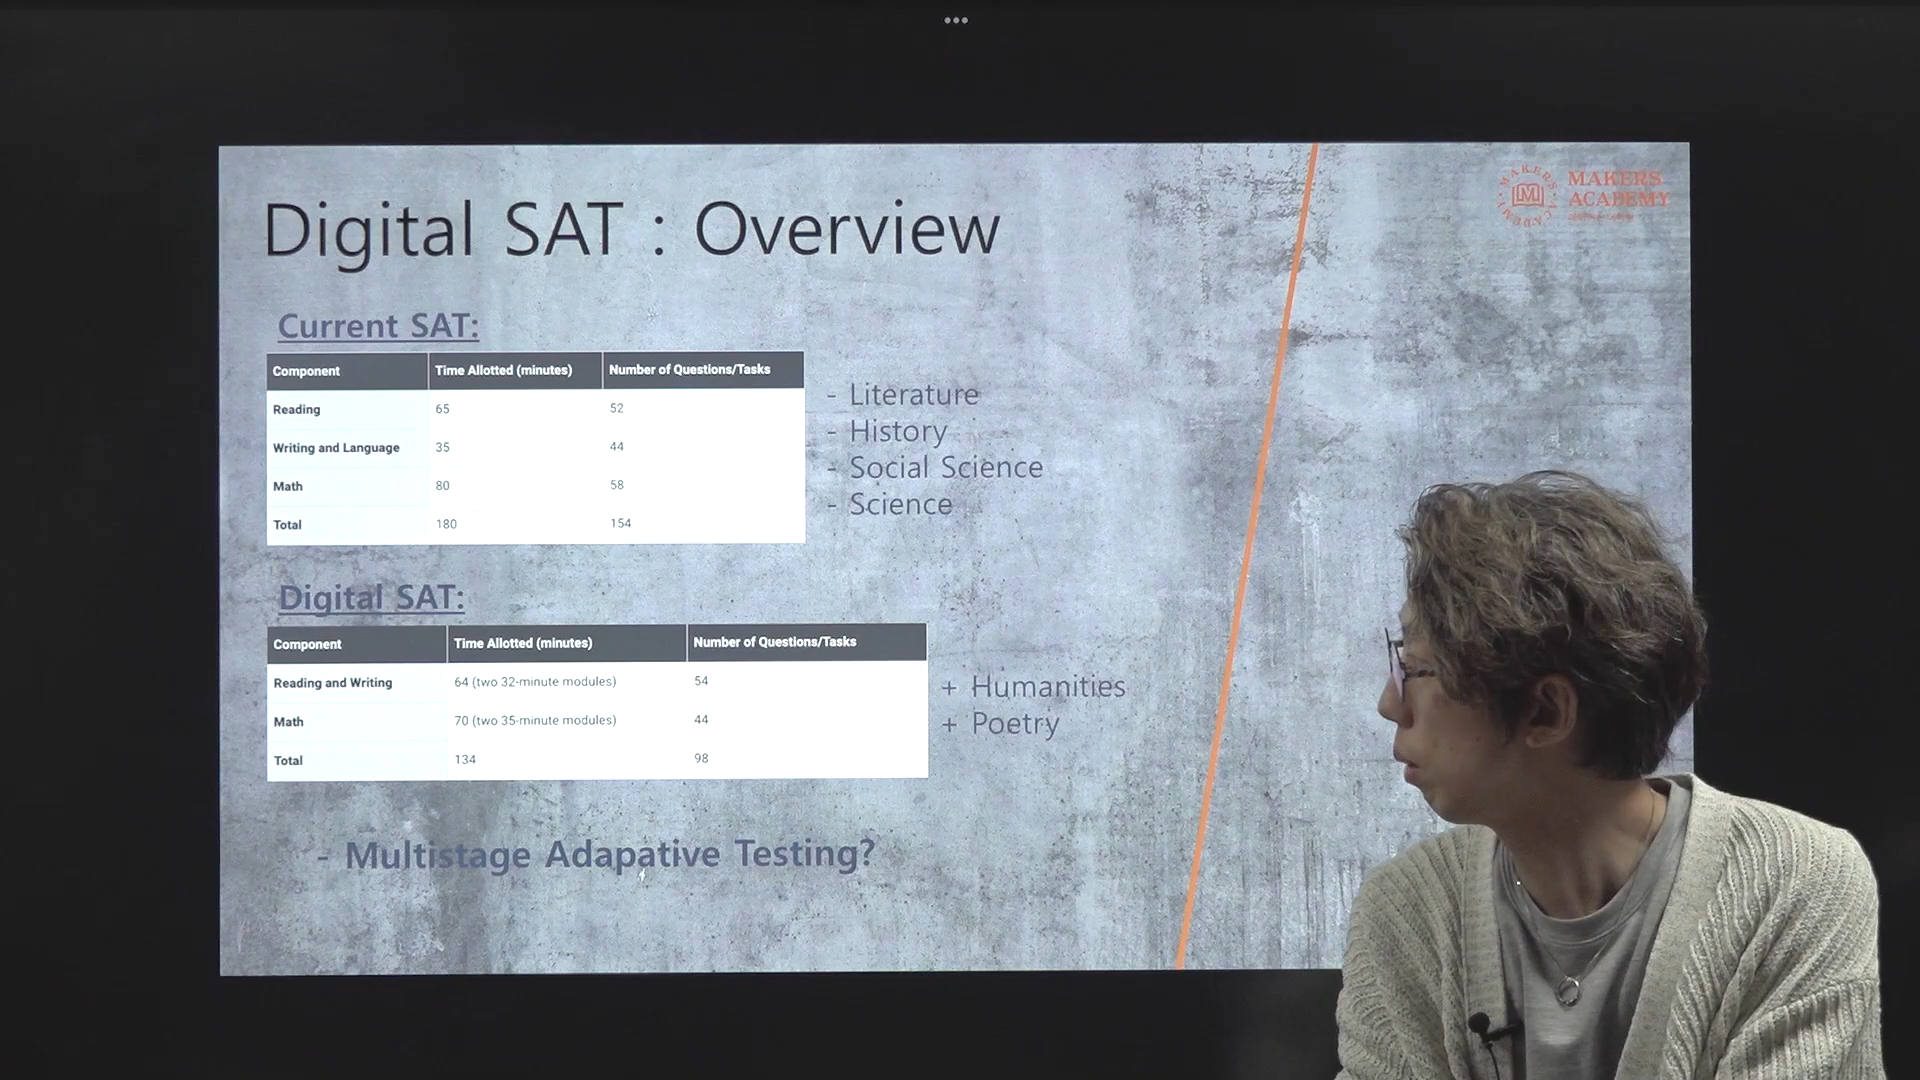 MAKERS
ACADEMY
Digital SAT : Overview
Current SAT:
Component Time Allotted (minutes) Number of Questions/Tasks
Reading 65 52
Writing and Language 35 44
Math 80 58
Total 180 154
- Literature
- History
- Social Science
- Science
Digital SAT:
Component Time Allotted (minutes) Number of Questions/Tasks
Reading and Writing 64 (two 32-minute modules) 54
Math 70 (two 35-minute modules) 44
Total 134 98
+ Humanities
+ Poetry
- Multistage Adapative Testing?